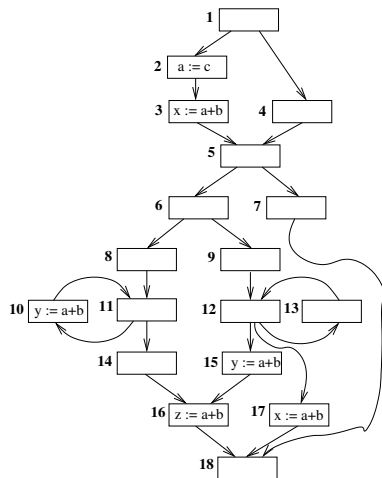 1
2 a := c
3 x := a+b 4
5
6 7
8 9
10 y := a+b 11 12 13
14 15 y := a+b
16 z := a+b 17 x := a+b
18